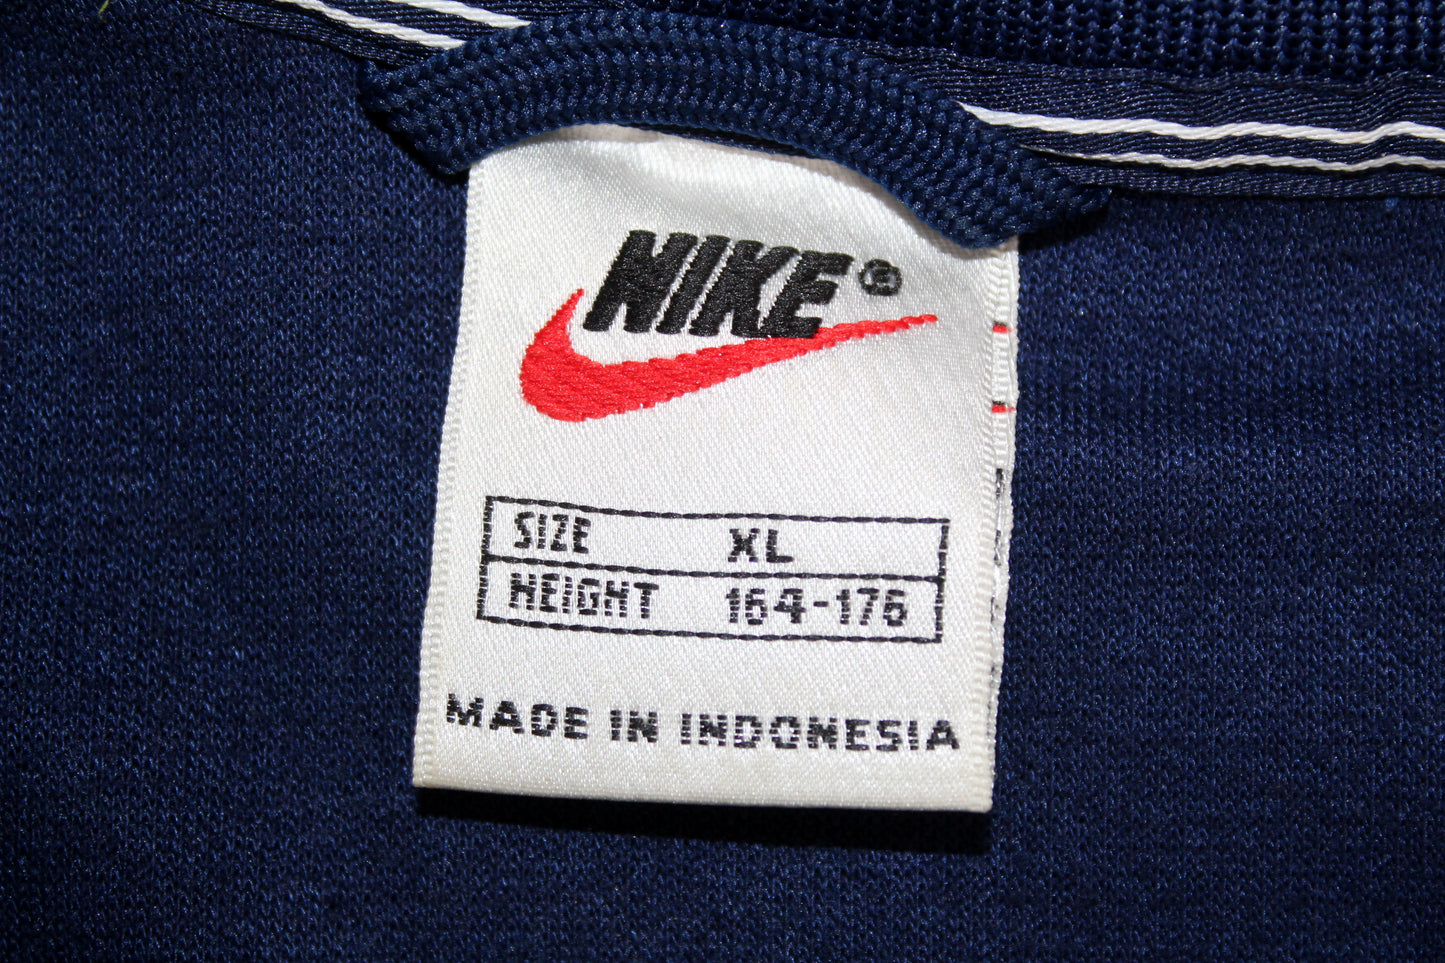 NIKE®
SIZE XL
HEIGHT 164-176
MADE IN INDONESIA